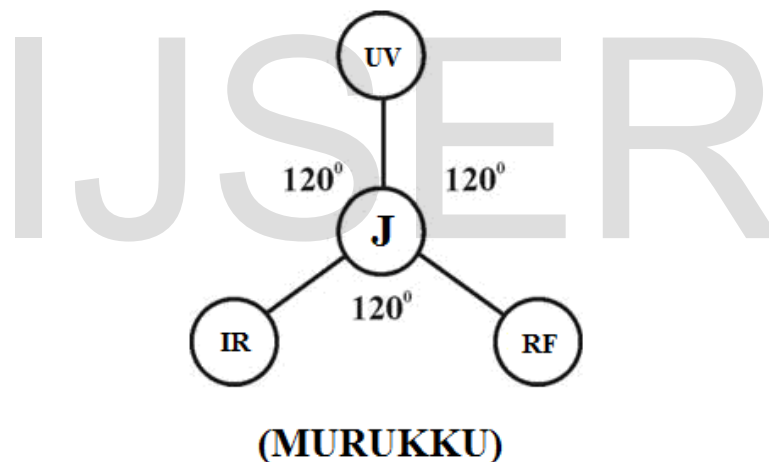 IJSER
UV
120⁰ 120⁰
J
120⁰
IR RF
(MURUKKU)